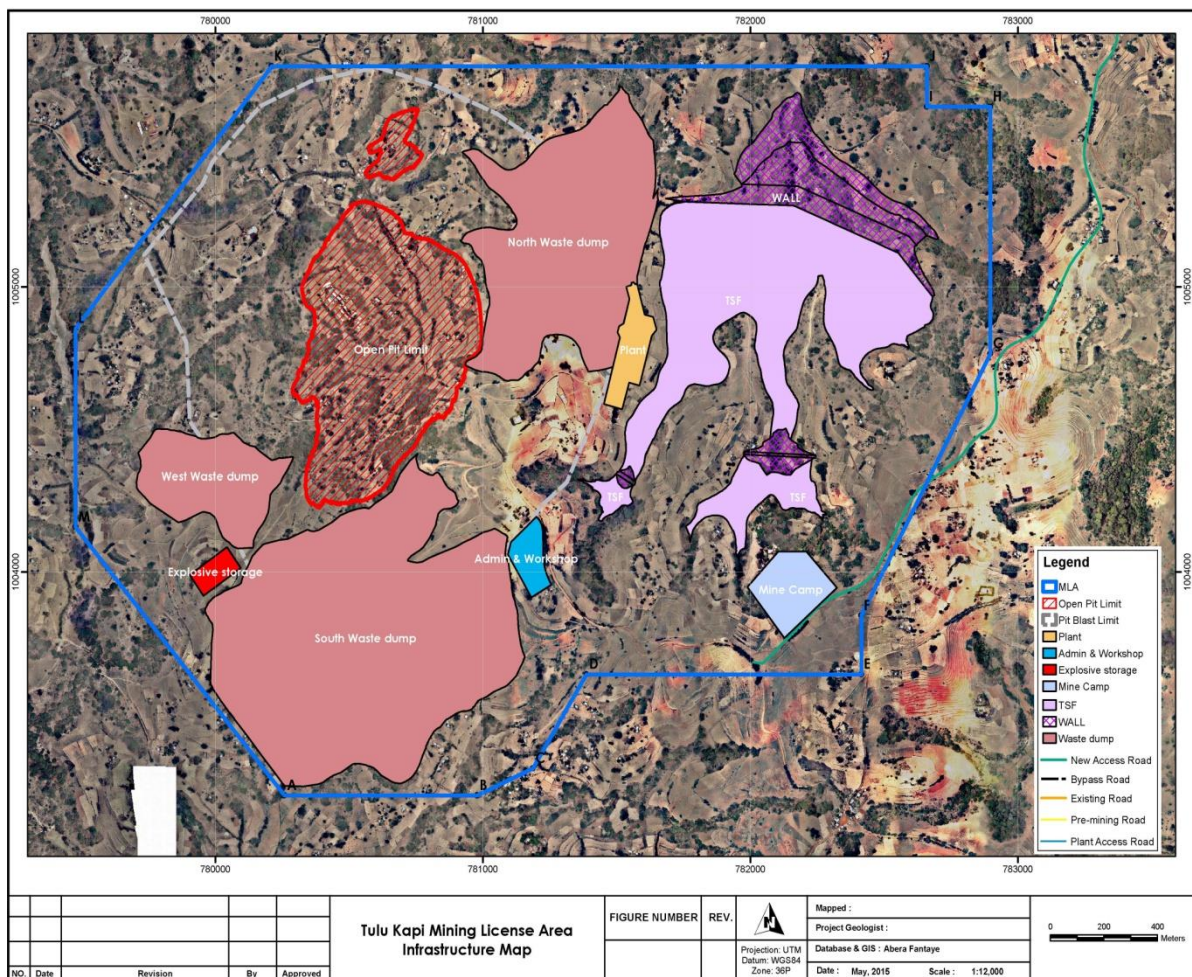 780000
781000
782000
783000
K
I
H
WALL
North Waste dump
1005000
1005000
TSF
L
G
Open Pit Limit
Plant
West Waste dump
TSF
TSF
M
Admin & Workshop
Explosive storage
1004000
1004000
Mine Camp
F
South Waste dump
D
E
C
A
B
Legend
MLA
Open Pit Limit
Pit Blast Limit
Plant
Admin & Workshop
Explosive storage
Mine Camp
TSF
WALL
Waste dump
New Access Road
Bypass Road
Existing Road
Pre-mining Road
Plant Access Road
780000
781000
782000
783000
NO.
Date
Revision
By
Approved
Tulu Kapi Mining License Area
Infrastructure Map
FIGURE NUMBER
REV.
N
Projection: UTM
Datum: WGS84
Zone: 36P
Mapped :
Project Geologist :
Database & GIS : Abera Fantaye
Date : May, 2015
Scale : 1:12,000
0 200 400
Meters